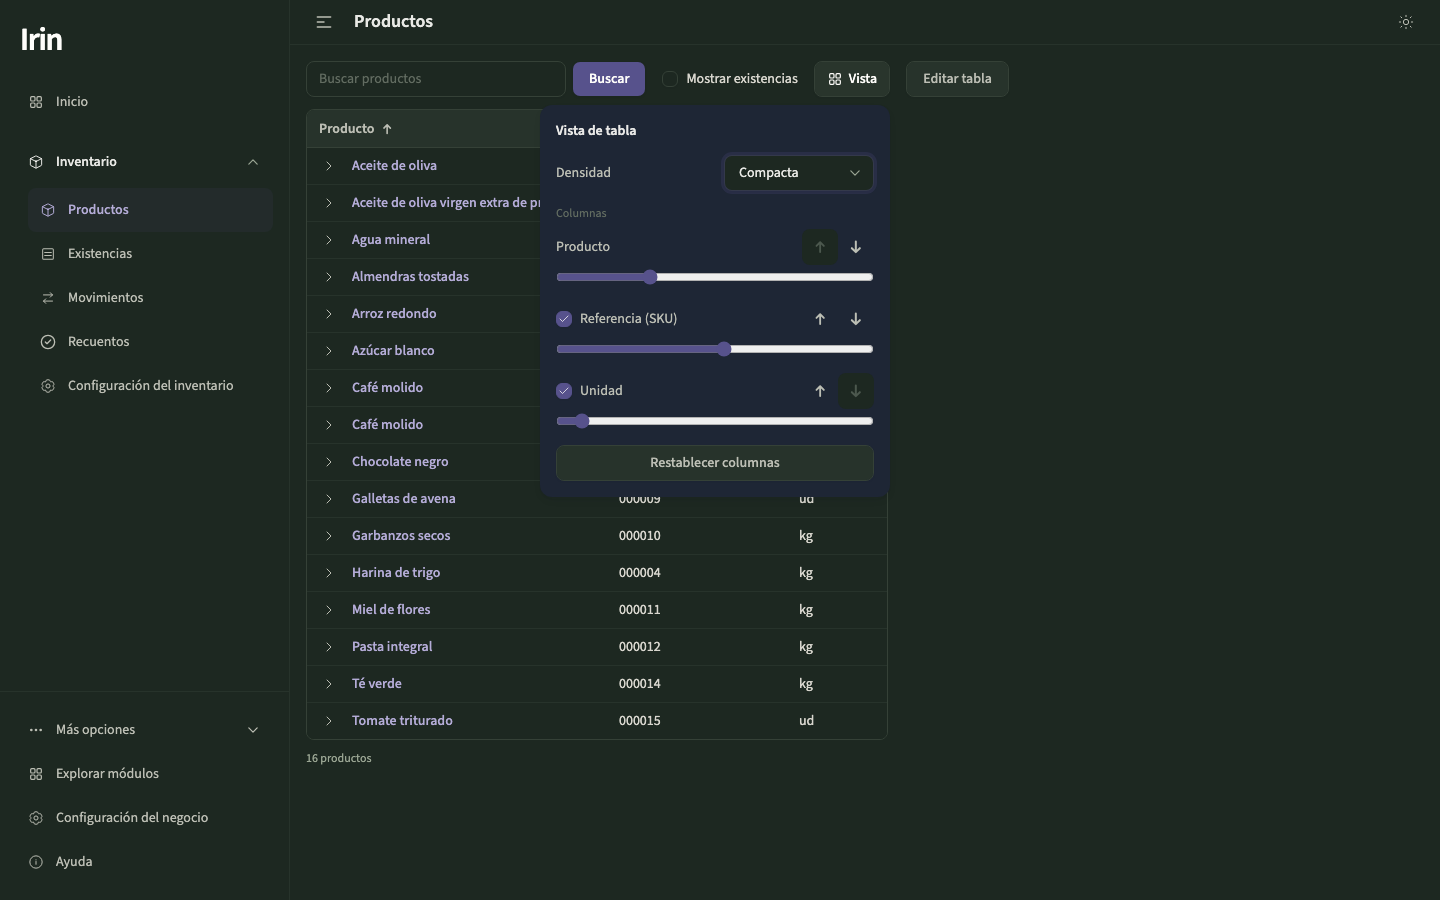 Irin
Inicio
Inventario
Productos
Existencias
Movimientos
Recuentos
Configuración del inventario
Más opciones
Explorar módulos
Configuración del negocio
Ayuda
Productos
Buscar productos
Buscar
Mostrar existencias
Vista
Editar tabla
Producto
Aceite de oliva
Aceite de oliva virgen extra de
Agua mineral
Almendras tostadas
Arroz redondo
Azúcar blanco
Café molido
Café molido
Chocolate negro
Galletas de avena 000009 ud
Garbanzos secos 000010 kg
Harina de trigo 000004 kg
Miel de flores 000011 kg
Pasta integral 000012 kg
Té verde 000014 kg
Tomate triturado 000015 ud
16 productos
Vista de tabla
Densidad Compacta
Columnas
Producto
Referencia (SKU)
Unidad
Restablecer columnas